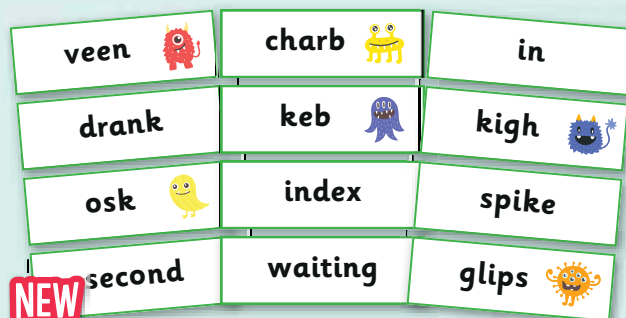 veen charb in
drank keb kigh
osk index spike
second waiting glips
NEW